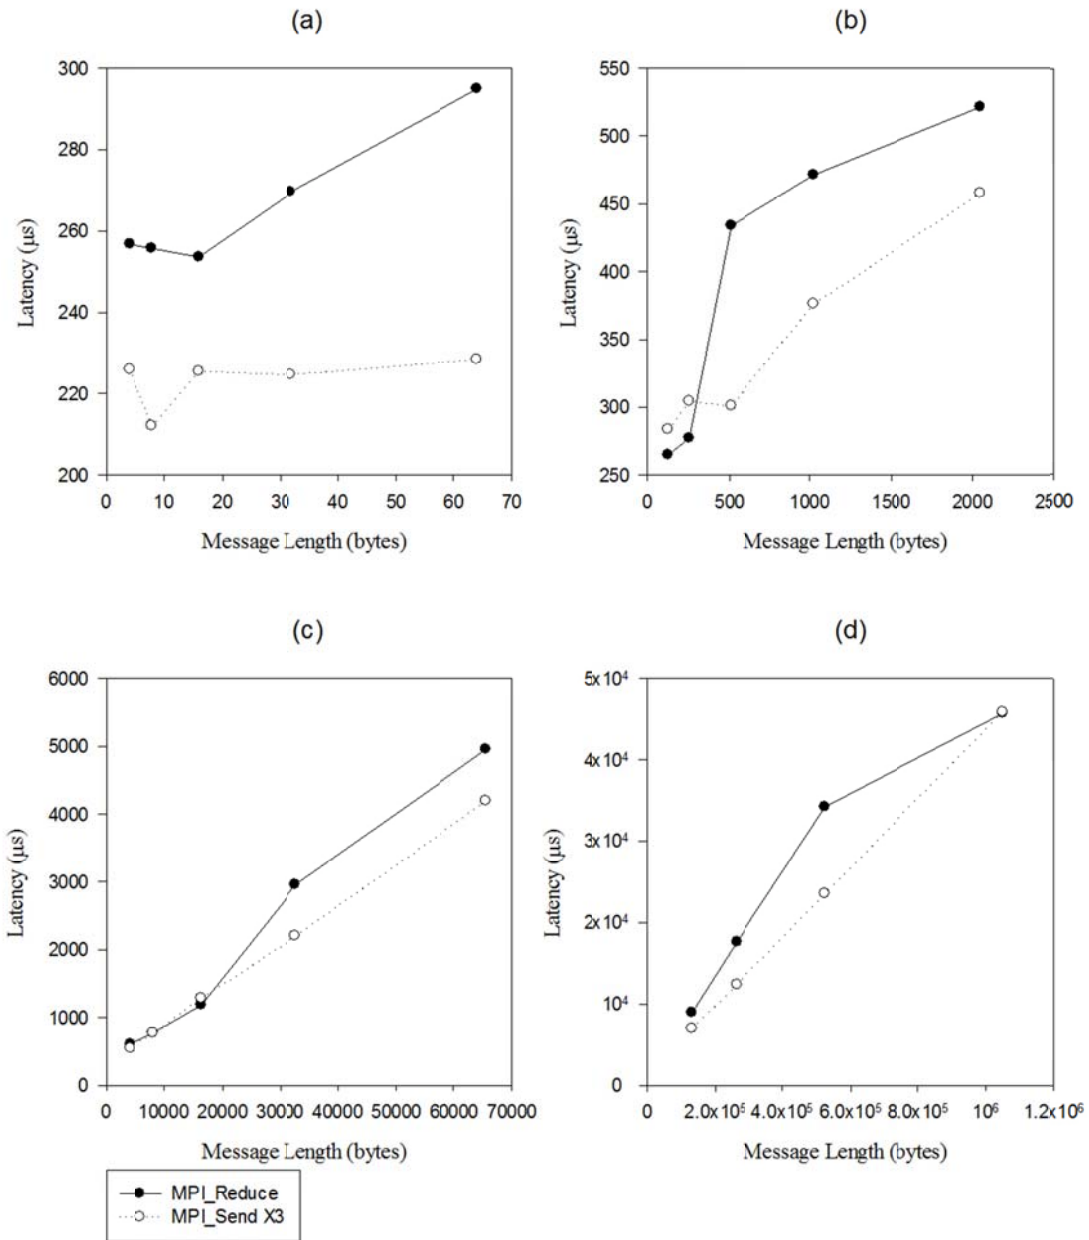 (a)
300
280
260
240
220
200
Latency (µs)
0 10 20 30 40 50 60 70
Message Length (bytes)
(b)
550
500
450
400
350
300
250
Latency (µs)
0 500 1000 1500 2000 2500
Message Length (bytes)
(c)
6000
5000
4000
3000
2000
1000
0
Latency (µs)
0 10000 20000 30000 40000 50000 60000 70000
Message Length (bytes)
(d)
5x10⁴
4x10⁴
3x10⁴
2x10⁴
10⁴
0
Latency (µs)
0 2.0x10⁵ 4.0x10⁵ 6.0x10⁵ 8.0x10⁵ 10⁶ 1.2x10⁶
Message Length (bytes)
MPI_Reduce
MPI_Send X3